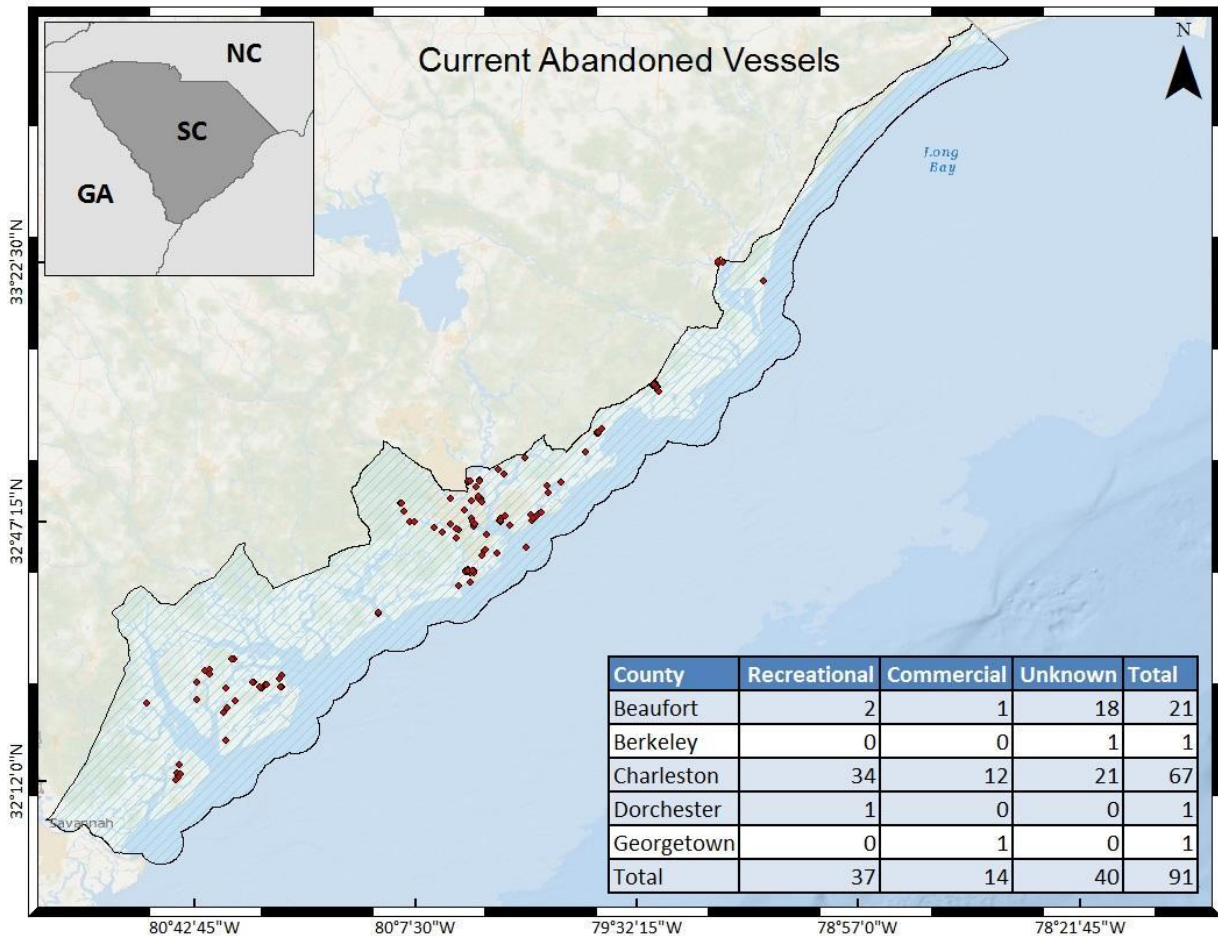 Current Abandoned Vessels
N
NC
SC
GA
Long
Bay
Savannah
33°22'30"N
32°47'15"N
32°12'0"N
80°42'45"W
80°7'30"W
79°32'15"W
78°57'0"W
78°21'45"W
County Recreational Commercial Unknown Total
Beaufort 2 1 18 21
Berkeley 0 0 1 1
Charleston 34 12 21 67
Dorchester 1 0 0 1
Georgetown 0 1 0 1
Total 37 14 40 91